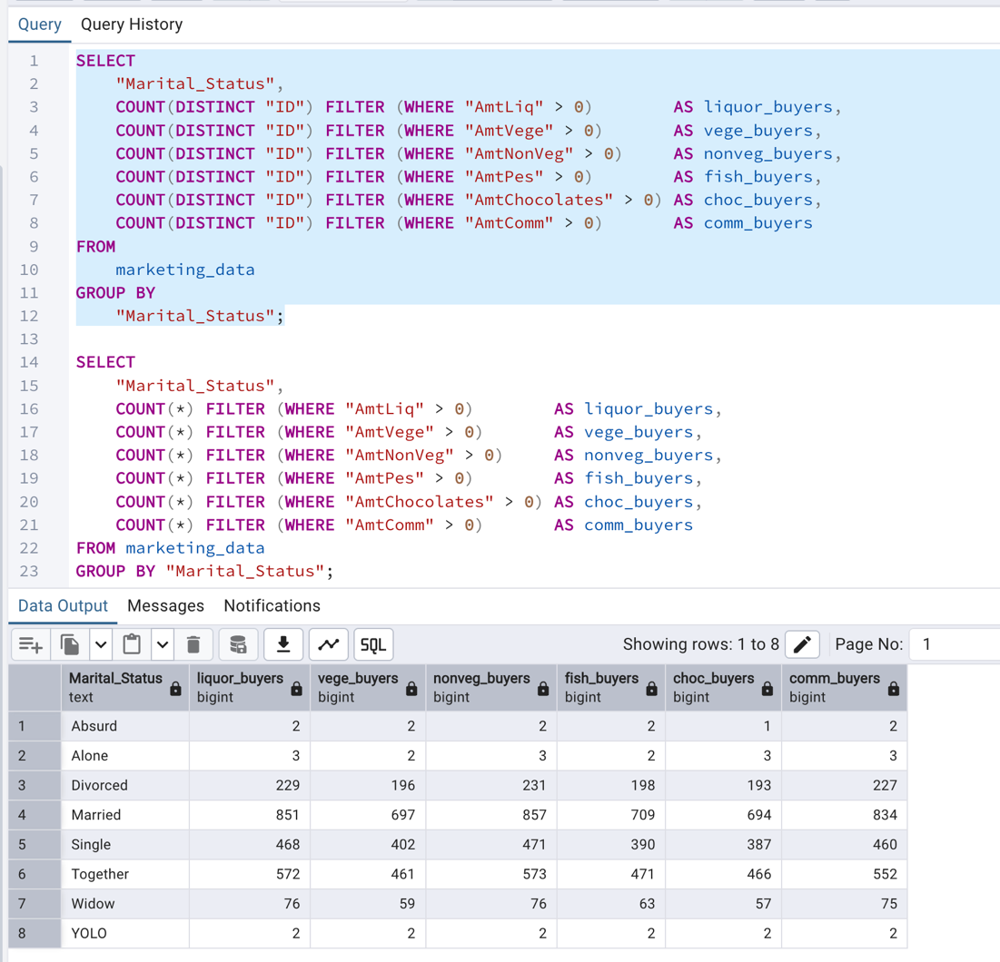 Query Query History
1 SELECT
2 "Marital_Status",
3 COUNT(DISTINCT "ID") FILTER (WHERE "AmtLiq" > 0) AS liquor_buyers,
4 COUNT(DISTINCT "ID") FILTER (WHERE "AmtVege" > 0) AS vege_buyers,
5 COUNT(DISTINCT "ID") FILTER (WHERE "AmtNonVeg" > 0) AS nonveg_buyers,
6 COUNT(DISTINCT "ID") FILTER (WHERE "AmtPes" > 0) AS fish_buyers,
7 COUNT(DISTINCT "ID") FILTER (WHERE "AmtChocolates" > 0) AS choc_buyers,
8 COUNT(DISTINCT "ID") FILTER (WHERE "AmtComm" > 0) AS comm_buyers
9 FROM
10 marketing_data
11 GROUP BY
12 "Marital_Status";
13
14 SELECT
15 "Marital_Status",
16 COUNT(*) FILTER (WHERE "AmtLiq" > 0) AS liquor_buyers,
17 COUNT(*) FILTER (WHERE "AmtVege" > 0) AS vege_buyers,
18 COUNT(*) FILTER (WHERE "AmtNonVeg" > 0) AS nonveg_buyers,
19 COUNT(*) FILTER (WHERE "AmtPes" > 0) AS fish_buyers,
20 COUNT(*) FILTER (WHERE "AmtChocolates" > 0) AS choc_buyers,
21 COUNT(*) FILTER (WHERE "AmtComm" > 0) AS comm_buyers
22 FROM marketing_data
23 GROUP BY "Marital_Status";
Data Output Messages Notifications
SQL Showing rows: 1 to 8 Page No: 1
Marital_Status liquor_buyers vege_buyers nonveg_buyers fish_buyers choc_buyers comm_buyers
text bigint bigint bigint bigint bigint bigint
1 Absurd 2 2 2 2 1 2
2 Alone 3 2 3 2 3 3
3 Divorced 229 196 231 198 193 227
4 Married 851 697 857 709 694 834
5 Single 468 402 471 390 387 460
6 Together 572 461 573 471 466 552
7 Widow 76 59 76 63 57 75
8 YOLO 2 2 2 2 2 2